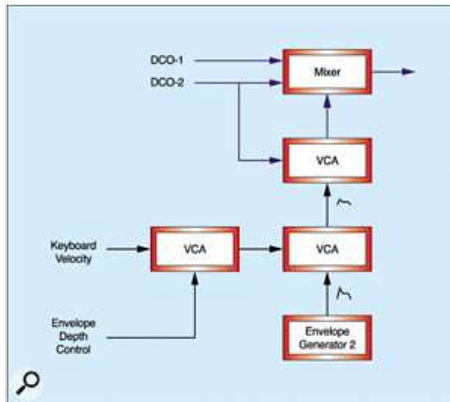 DCO-1
DCO-2
Mixer
VCA
Keyboard
Velocity
VCA
VCA
Envelope
Depth
Control
Envelope
Generator 2